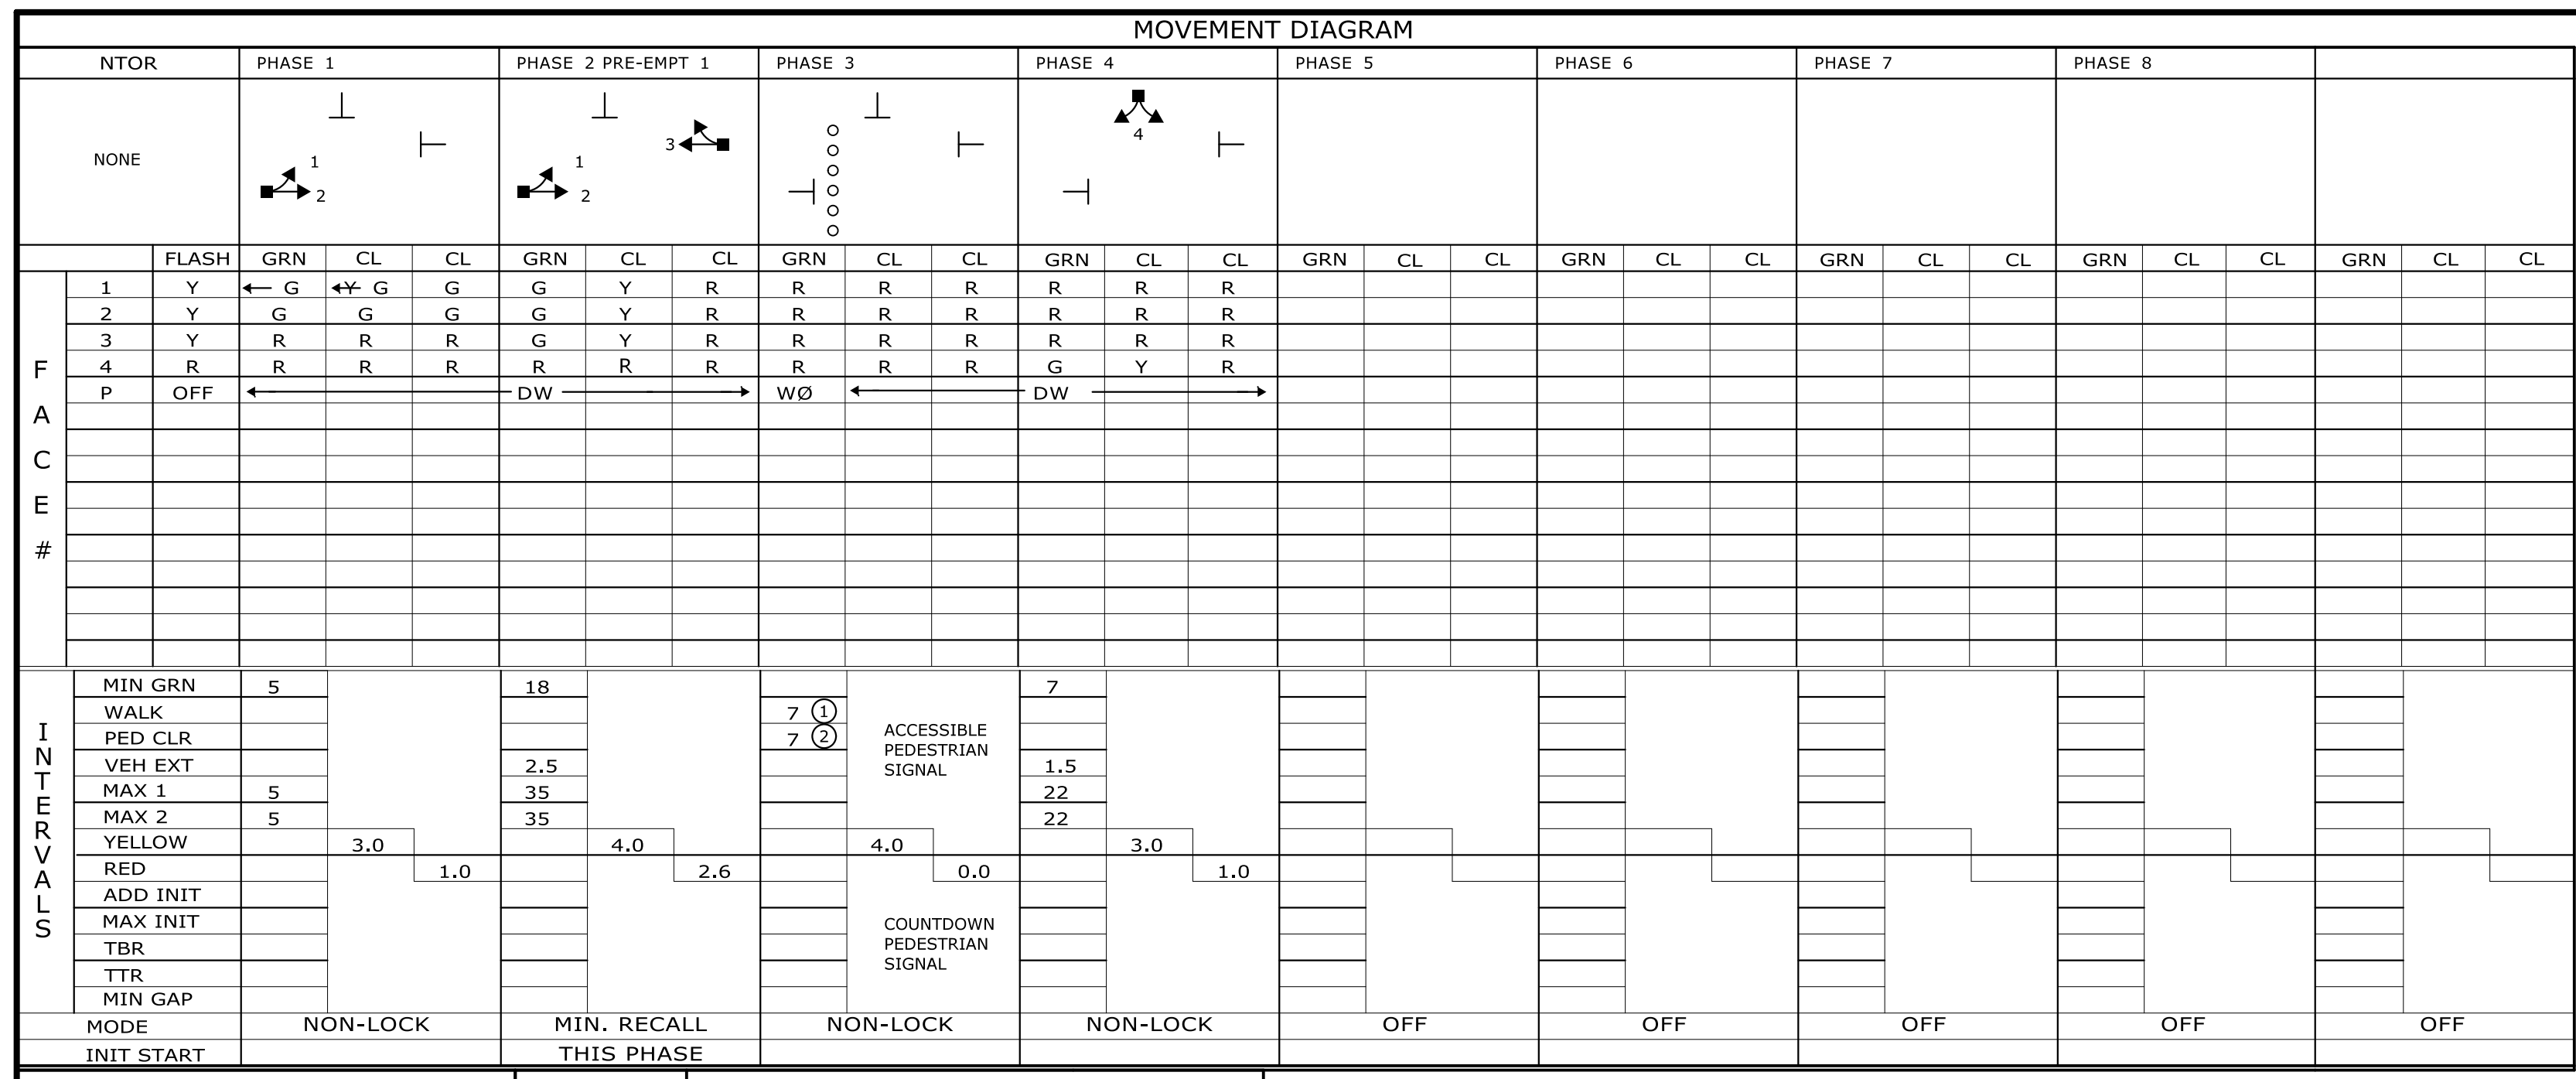 MOVEMENT DIAGRAM
NTOR PHASE 1 PHASE 2 PRE-EMPT 1 PHASE 3 PHASE 4 PHASE 5 PHASE 6 PHASE 7 PHASE 8
4
3
NONE 1 1
2 2
FLASH GRN CL CL GRN CL CL GRN CL CL GRN CL CL GRN CL CL GRN CL CL GRN CL CL GRN CL CL GRN CL CL
FACE #
1 Y ← G ←Y G G G Y R R R R R R R
2 Y G G G G Y R R R R R R R
3 Y R R R G Y R R R R R R R
4 R R R R R R R R R R G Y R
P OFF ← DW → WØ ← DW →
INTERVALS
MIN GRN 5 18 7
WALK 7 ①
PED CLR 7 ②
ACCESSIBLE
PEDESTRIAN
SIGNAL
VEH EXT 2.5 1.5
MAX 1 5 35 22
MAX 2 5 35 22
YELLOW 3.0 4.0 4.0 3.0
RED 1.0 2.6 0.0 1.0
ADD INIT
MAX INIT
TBR
TTR
MIN GAP
COUNTDOWN
PEDESTRIAN
SIGNAL
MODE NON-LOCK MIN. RECALL NON-LOCK NON-LOCK OFF OFF OFF OFF OFF
INIT START THIS PHASE